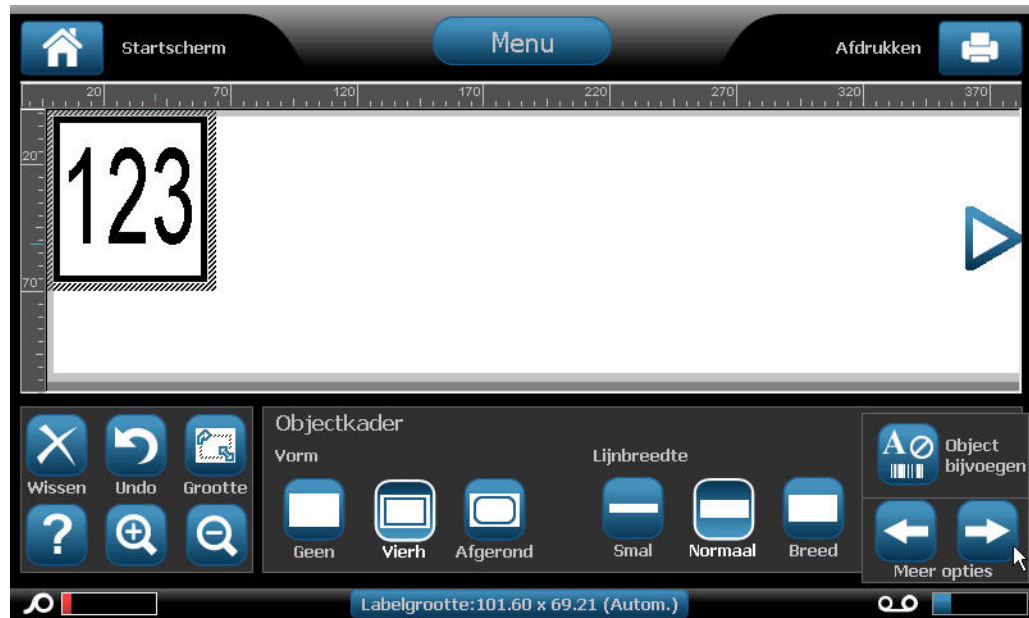 Startscherm
Menu
Afdrukken
20 70 120 170 220 270 320 370
20
70
123
Objectkader
Vorm
Lijnbreedte
A
Object
bijvoegen
Wissen Undo Grootte
?
Geen Vierh Afgerond
Smal Normaal Breed
Meer opties
Labelgrootte:101.60 x 69.21 (Autom.)